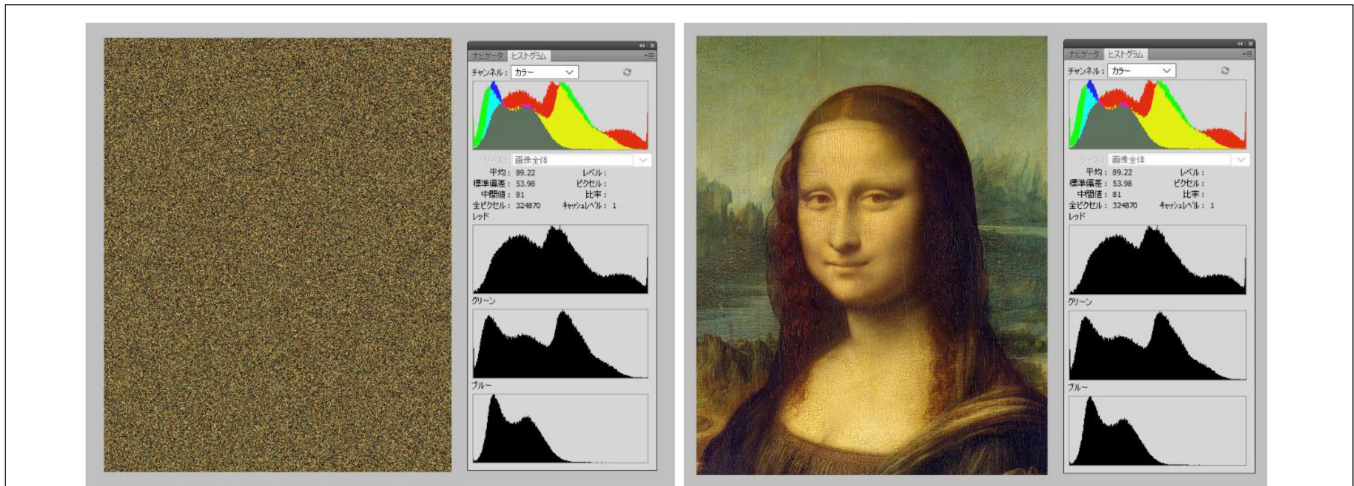 ナビゲータ ヒストグラム
チャンネル： カラー
ソース： 画像全体
平均： 89.22 レベル：
標準偏差： 53.98 ピクセル：
中間値： 81 比率：
全ピクセル： 324870 キャッシュレベル： 1
レッド
グリーン
ブルー
ナビゲータ ヒストグラム
チャンネル： カラー
ソース： 画像全体
平均： 89.22 レベル：
標準偏差： 53.98 ピクセル：
中間値： 81 比率：
全ピクセル： 324870 キャッシュレベル： 1
レッド
グリーン
ブルー